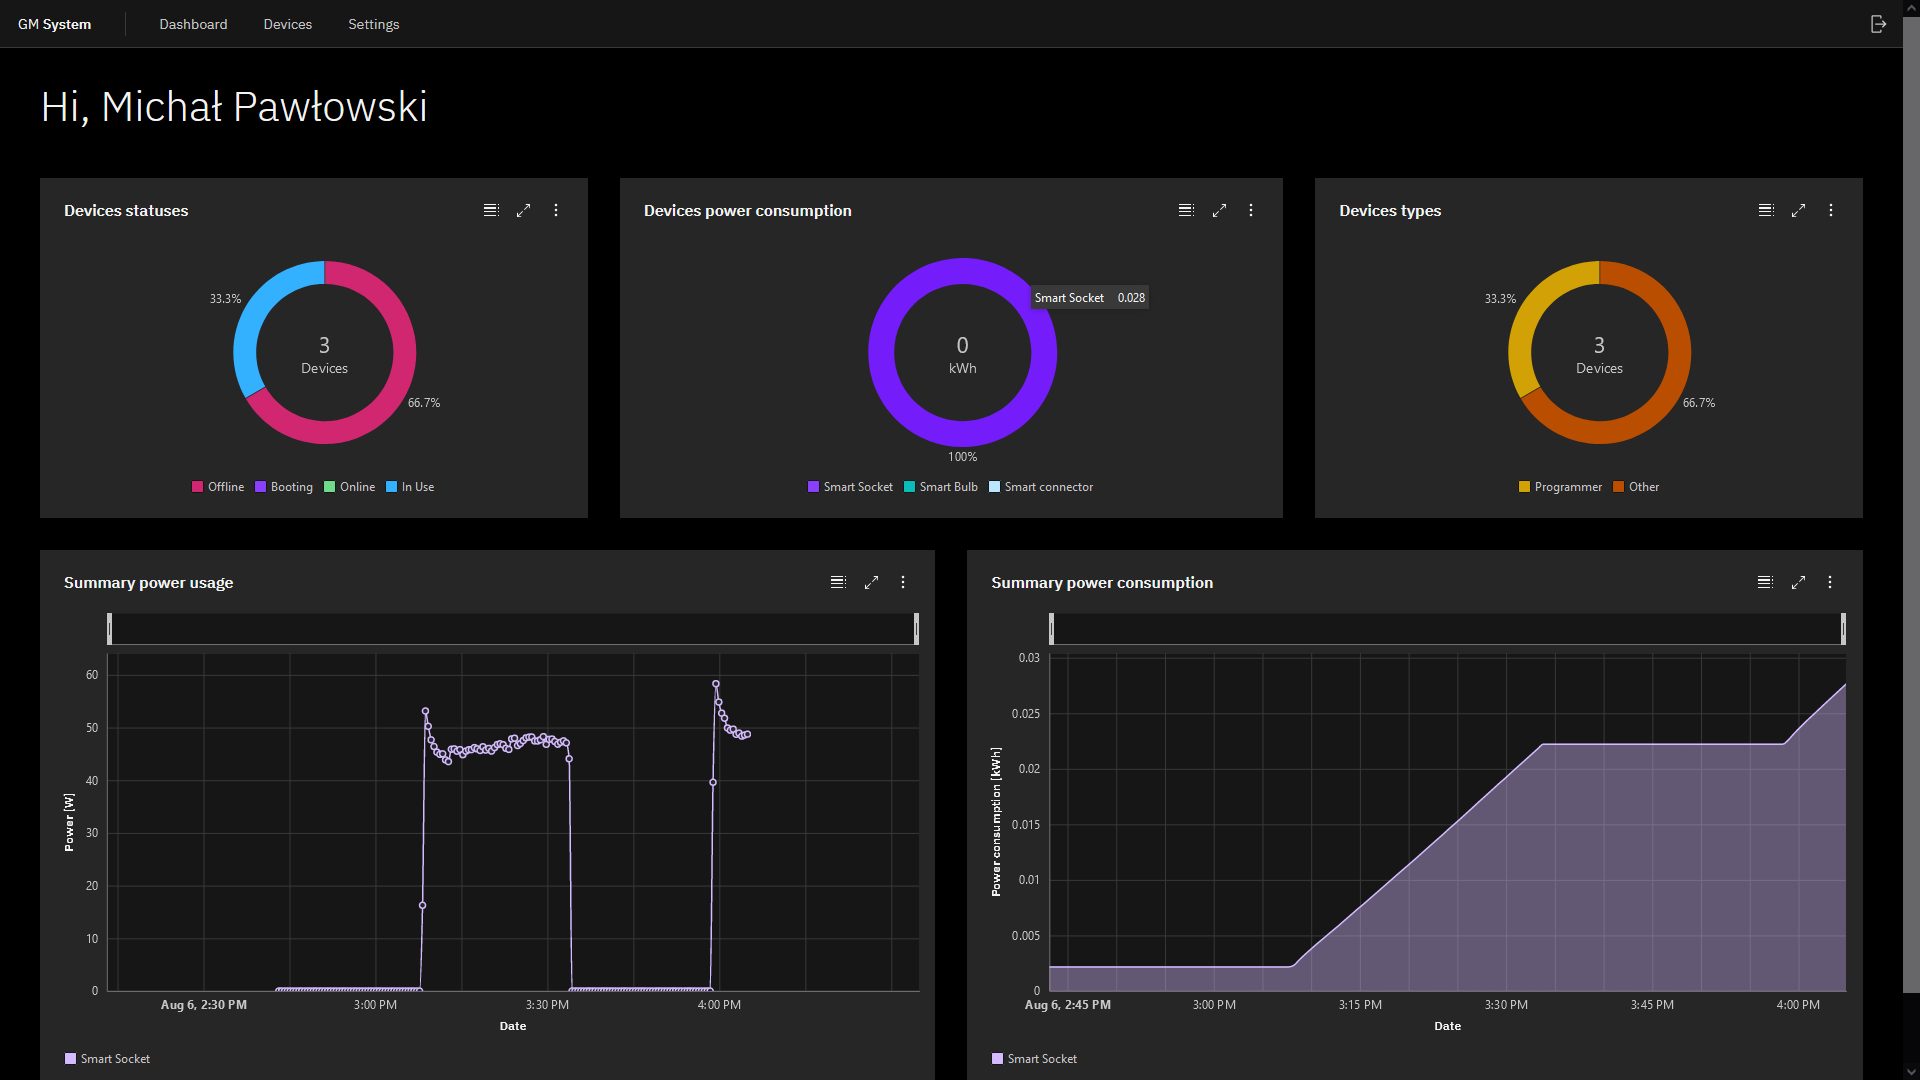 GM System
Dashboard
Devices
Settings
Hi, Michał Pawłowski
Devices statuses
33.3%
3
Devices
66.7%
Offline
Booting
Online
In Use
Devices power consumption
Smart Socket 0.028
0
kWh
100%
Smart Socket
Smart Bulb
Smart connector
Devices types
33.3%
3
Devices
66.7%
Programmer
Other
Summary power usage
Power [W]
60
50
40
30
20
10
0
Aug 6, 2:30 PM
3:00 PM
3:30 PM
4:00 PM
Date
Smart Socket
Summary power consumption
Power consumption [kWh]
0.03
0.025
0.02
0.015
0.01
0.005
0
Aug 6, 2:45 PM
3:00 PM
3:15 PM
3:30 PM
3:45 PM
4:00 PM
Date
Smart Socket